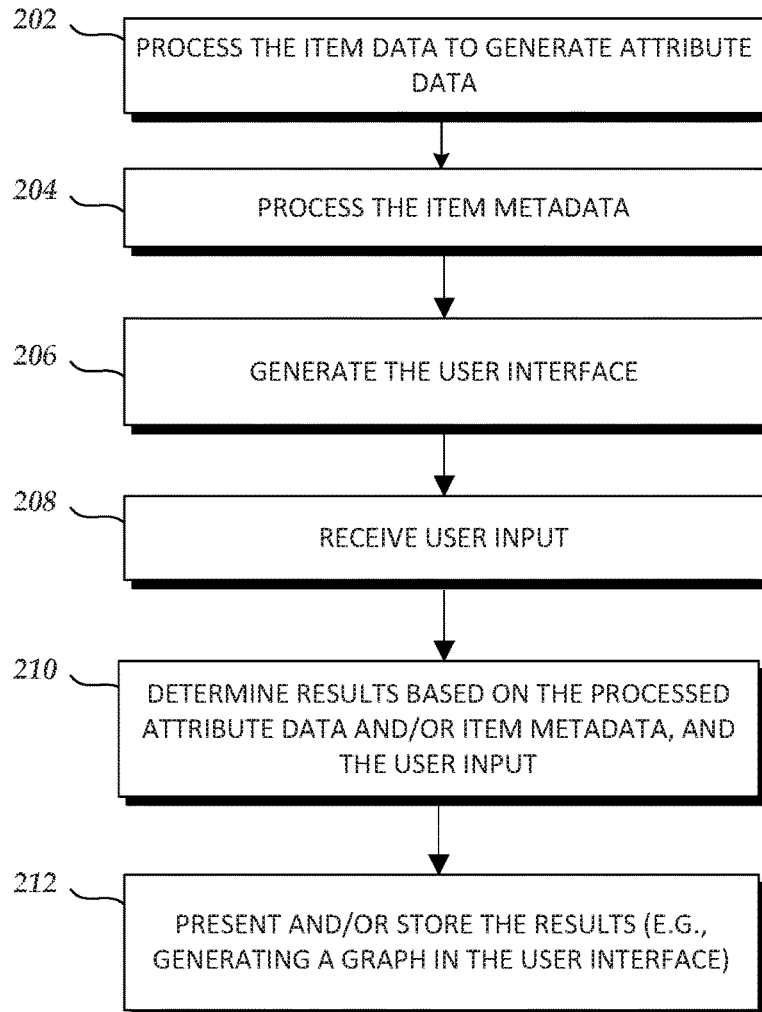 202
PROCESS THE ITEM DATA TO GENERATE ATTRIBUTE
DATA
204
PROCESS THE ITEM METADATA
206
GENERATE THE USER INTERFACE
208
RECEIVE USER INPUT
210
DETERMINE RESULTS BASED ON THE PROCESSED
ATTRIBUTE DATA AND/OR ITEM METADATA, AND
THE USER INPUT
212
PRESENT AND/OR STORE THE RESULTS (E.G.,
GENERATING A GRAPH IN THE USER INTERFACE)